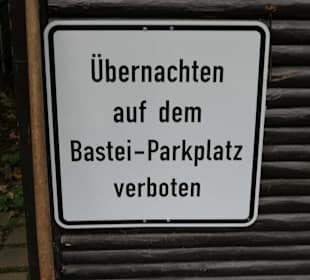 Übernachten
auf dem
Bastei-Parkplatz
verboten